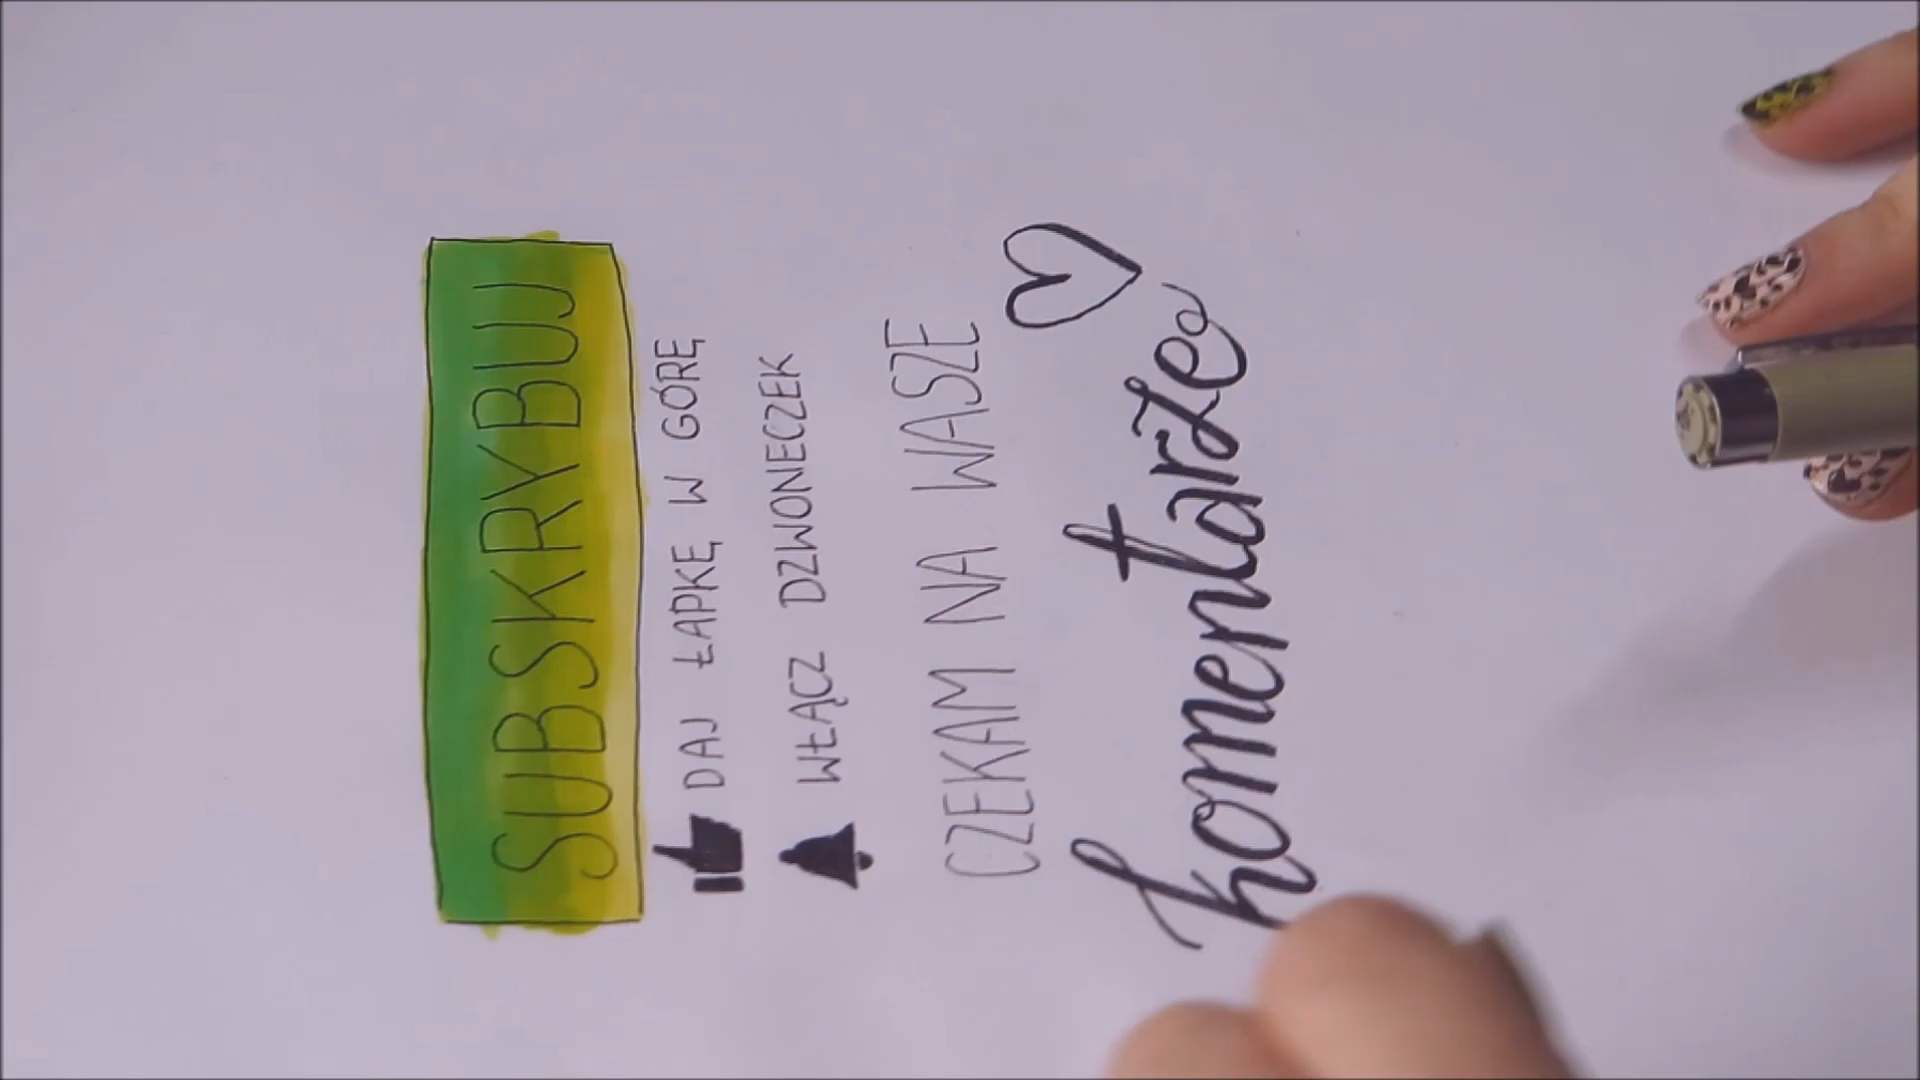 SUBSKRYBUJ
DAJ ŁAPKĘ W GÓRĘ
WŁĄCZ DZWONECZEK
CZEKAM NA WASZE
komentarze